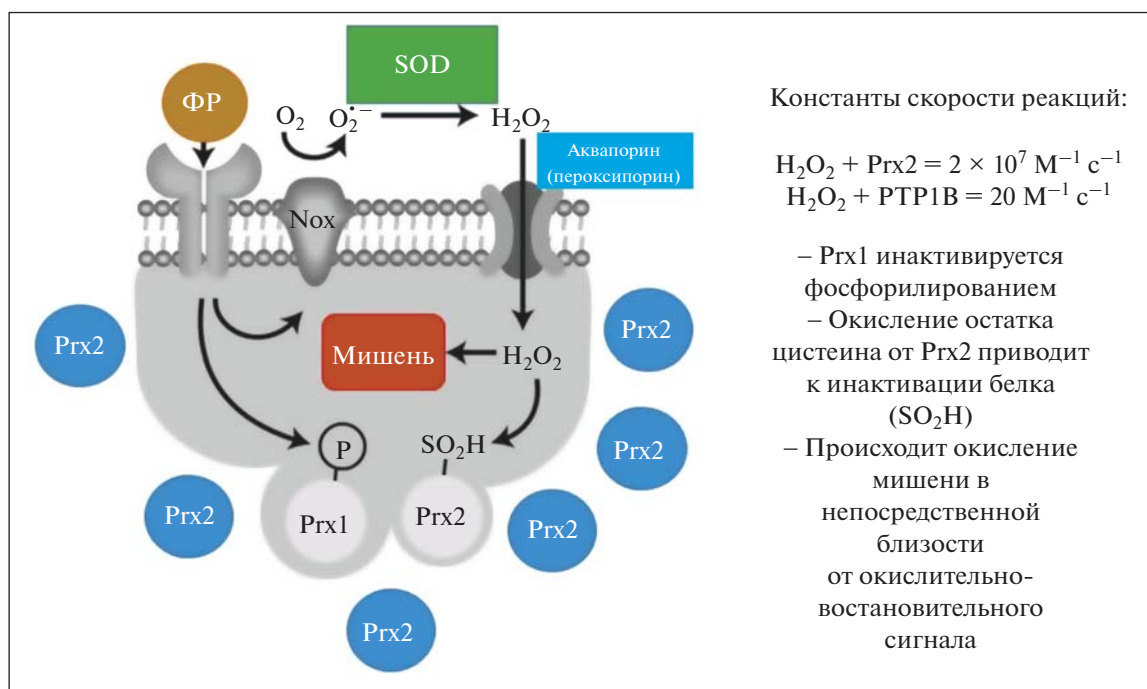 SOD
ФР
O₂ O₂•− H₂O₂
Аквапорин
(пероксипорин)
Nox
Prx2
Prx2
Мишень
H₂O₂
P
SO₂H
Prx2
Prx2
Prx1
Prx2
Prx2
Prx2
Константы скорости реакций:
H₂O₂ + Prx2 = 2 × 10⁷ M⁻¹ c⁻¹
H₂O₂ + PTP1B = 20 M⁻¹ c⁻¹
– Prx1 инактивируется
фосфорилированием
– Окисление остатка
цистеина от Prx2 приводит
к инактивации белка
(SO₂H)
– Происходит окисление
мишени в
непосредственной
близости
от окислительно-
востановительного
сигнала